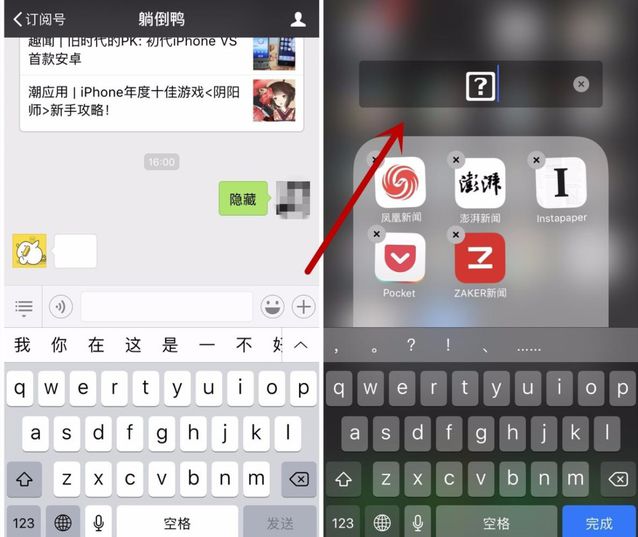 订阅号
躺倒鸭
趣闻 | 旧时代的PK: 初代iPhone VS
首款安卓
潮应用 | iPhone年度十佳游戏<阴阳
师>新手攻略!
16:00
隐藏
我 你 在 这 是 一 不 好
q w e r t y u i o p
a s d f g h j k l
z x c v b n m
123 空格 发送
?
凤凰新闻 澎湃 澎湃新闻 I Instapaper
Pocket ZAKER新闻
, 。 ? ! 、 ……
q w e r t y u i o p
a s d f g h j k l
z x c v b n m
123 空格 完成